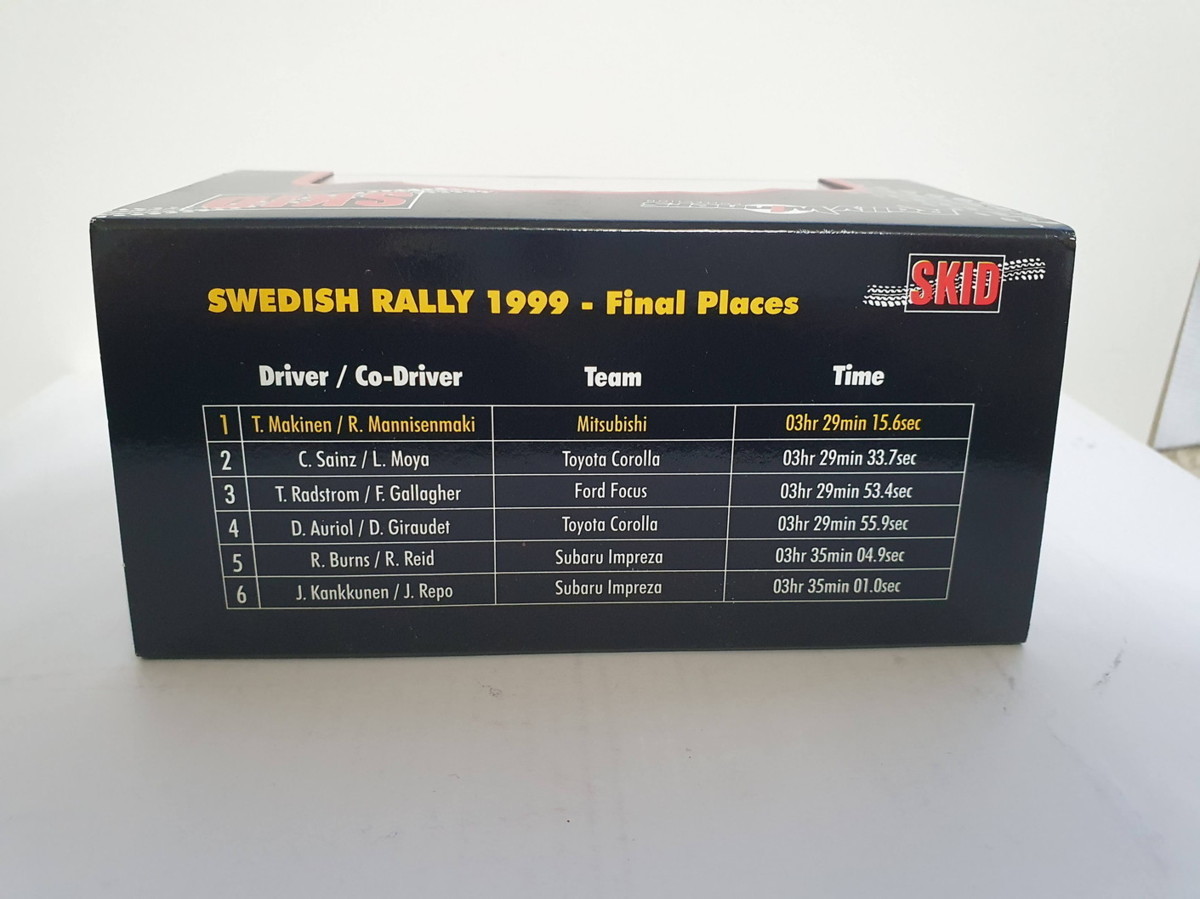 SKID
SKID
SWEDISH RALLY 1999 - Final Places
Driver / Co-Driver Team Time
1 T. Makinen / R. Mannisenmaki Mitsubishi 03hr 29min 15.6sec
2 C. Sainz / L. Moya Toyota Corolla 03hr 29min 33.7sec
3 T. Radstrom / F. Gallagher Ford Focus 03hr 29min 53.4sec
4 D. Auriol / D. Giraudet Toyota Corolla 03hr 29min 55.9sec
5 R. Burns / R. Reid Subaru Impreza 03hr 35min 04.9sec
6 J. Kankkunen / J. Repo Subaru Impreza 03hr 35min 01.0sec